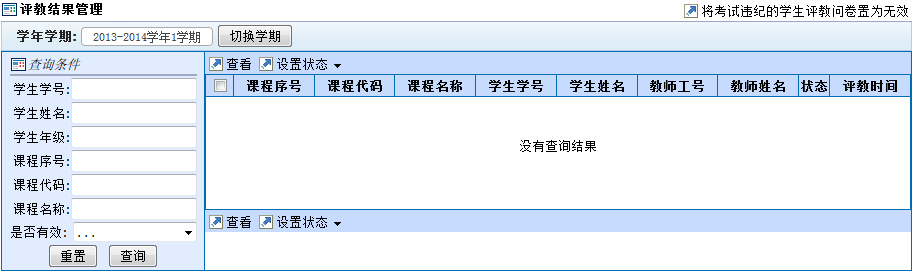 评教结果管理 将考试违纪的学生评教问卷置为无效
学年学期: 2013-2014学年1学期 切换学期
查询条件
学生学号:
学生姓名:
学生年级:
课程序号:
课程代码:
课程名称:
是否有效: ...
重置 查询
查看 设置状态
课程序号 课程代码 课程名称 学生学号 学生姓名 教师工号 教师姓名 状态 评教时间
没有查询结果
查看 设置状态